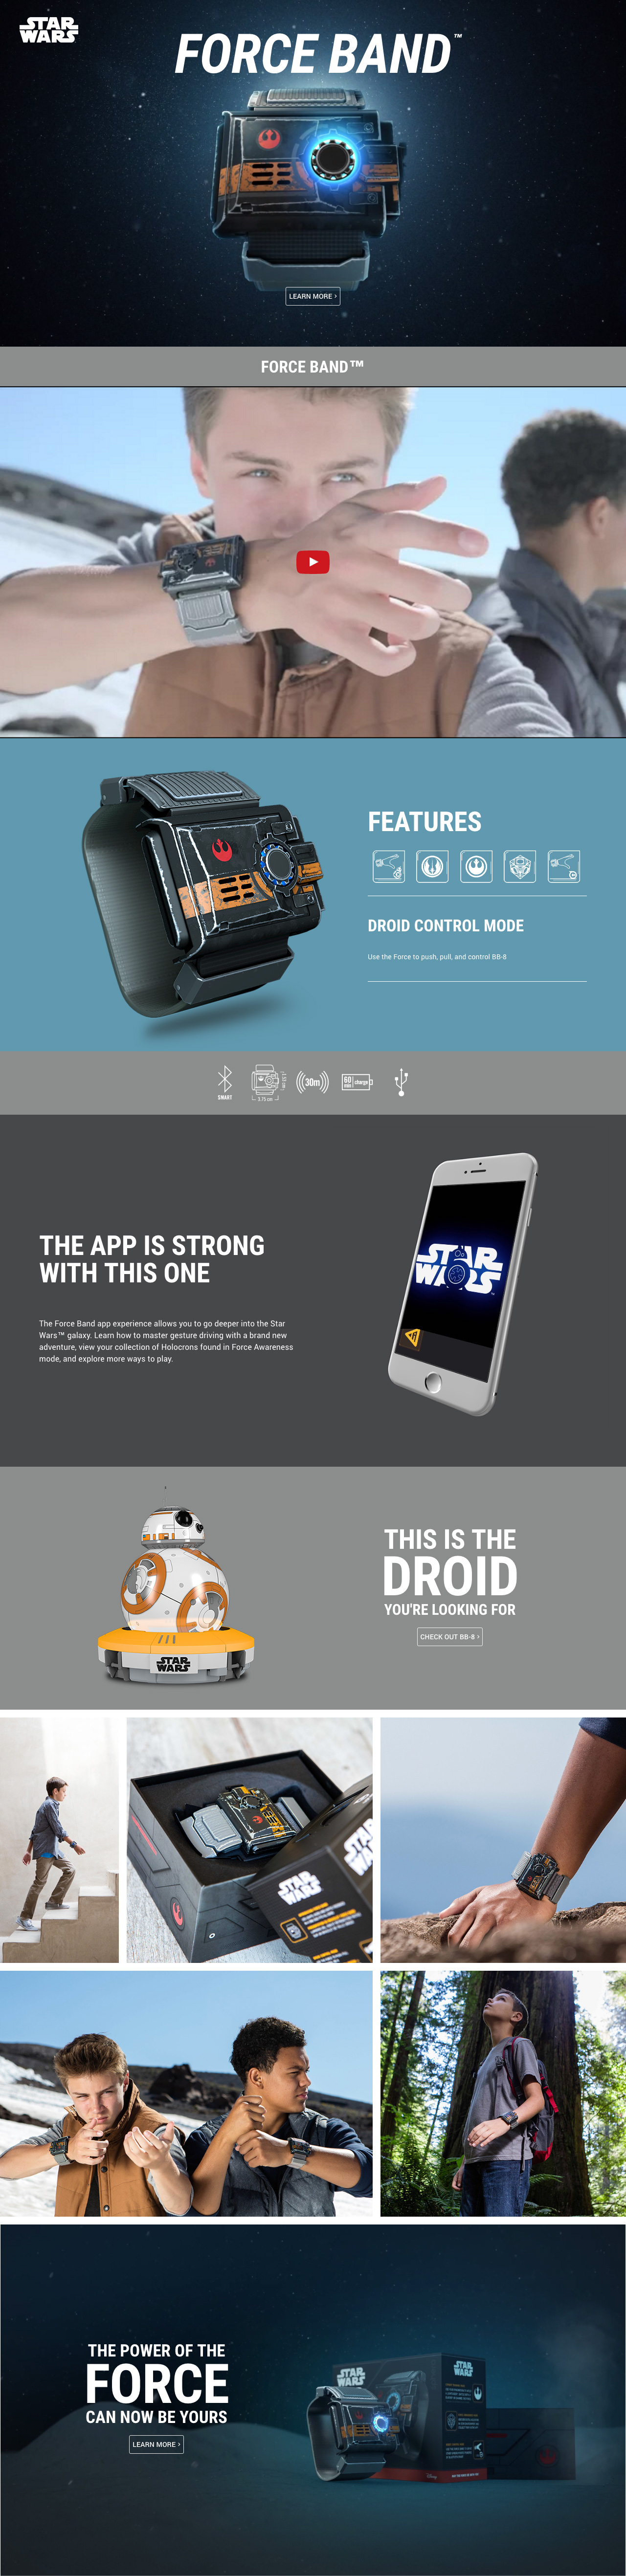 STAR
WARS
FORCE BAND™
LEARN MORE ›
FORCE BAND™
FEATURES
DROID CONTROL MODE
Use the Force to push, pull, and control BB-8
SMART
3.75 cm
30m
60
charge
THE APP IS STRONG
WITH THIS ONE
STAR
WARS
The Force Band app experience allows you to go deeper into the Star
Wars™ galaxy. Learn how to master gesture driving with a brand new
adventure, view your collection of Holocrons found in Force Awareness
mode, and explore more ways to play.
THIS IS THE
DROID
YOU'RE LOOKING FOR
CHECK OUT BB-8 ›
STAR
WARS
STAR
WARS
THE POWER OF THE
FORCE
CAN NOW BE YOURS
LEARN MORE ›
STAR
WARS
STAR
WARS